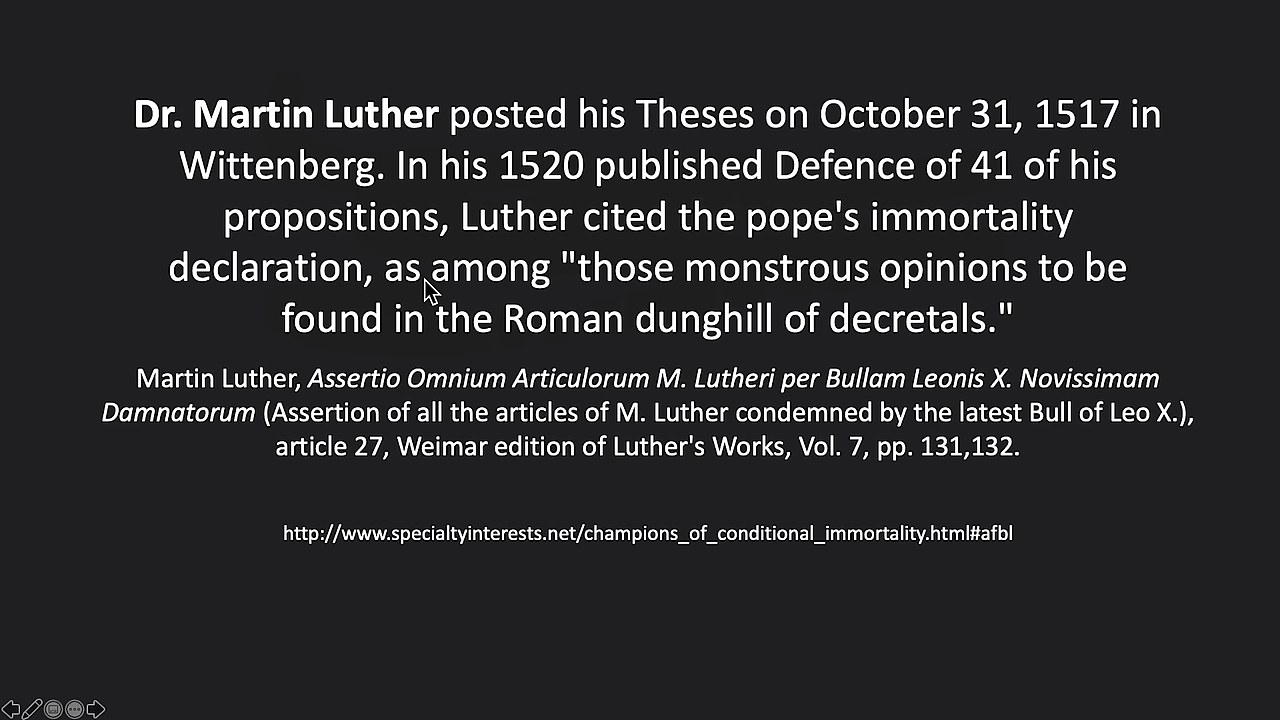 Dr. Martin Luther posted his Theses on October 31, 1517 in
Wittenberg. In his 1520 published Defence of 41 of his
propositions, Luther cited the pope's immortality
declaration, as among "those monstrous opinions to be
found in the Roman dunghill of decretals."
Martin Luther, Assertio Omnium Articulorum M. Lutheri per Bullam Leonis X. Novissimam
Damnatorum (Assertion of all the articles of M. Luther condemned by the latest Bull of Leo X.),
article 27, Weimar edition of Luther's Works, Vol. 7, pp. 131,132.
http://www.specialtyinterests.net/champions_of_conditional_immortality.html#afbl